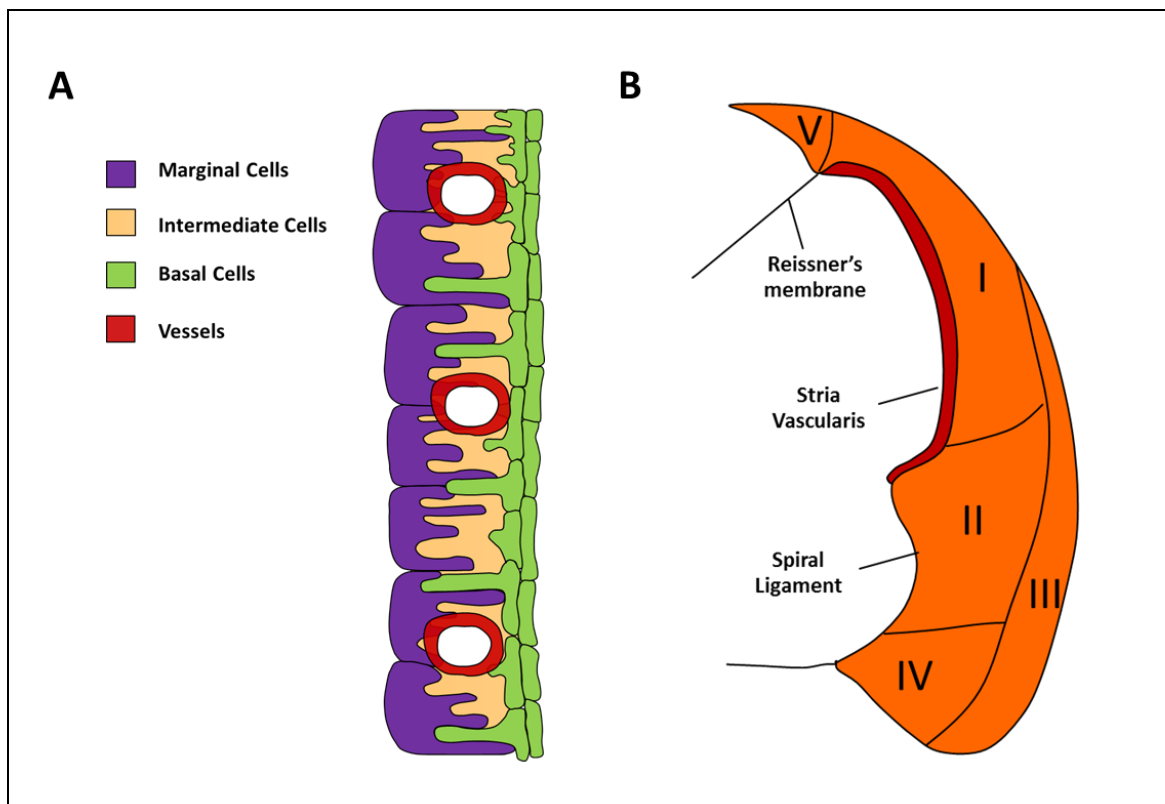 A
Marginal Cells
Intermediate Cells
Basal Cells
Vessels
B
V
Reissner's
membrane
I
Stria
Vascularis
II
Spiral
Ligament
III
IV